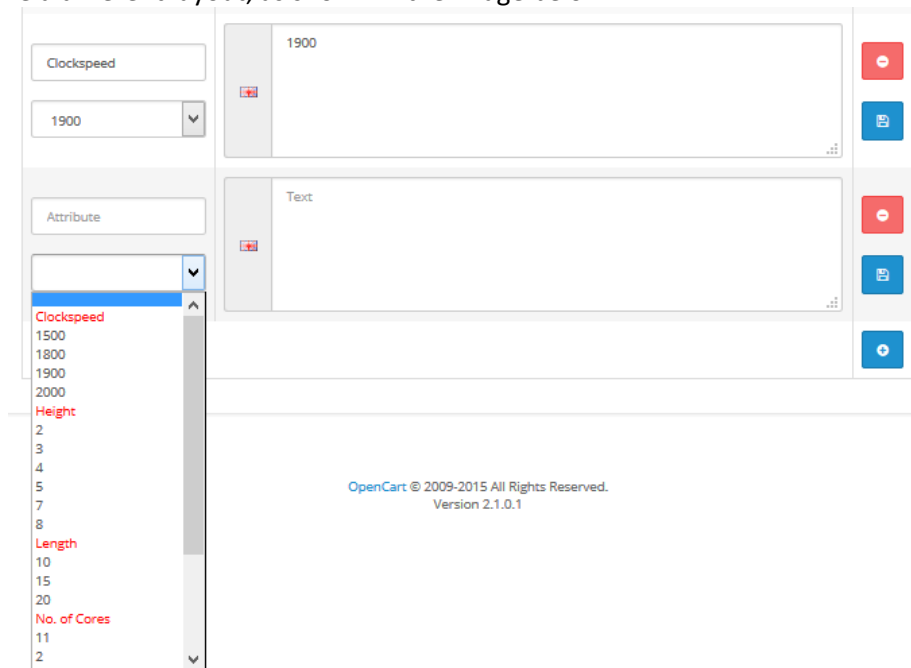 Clockspeed
1900
1900
Attribute
Text
Clockspeed
1500
1800
1900
2000
Height
2
3
4
5
7
8
Length
10
15
20
No. of Cores
11
2
OpenCart © 2009-2015 All Rights Reserved.
Version 2.1.0.1